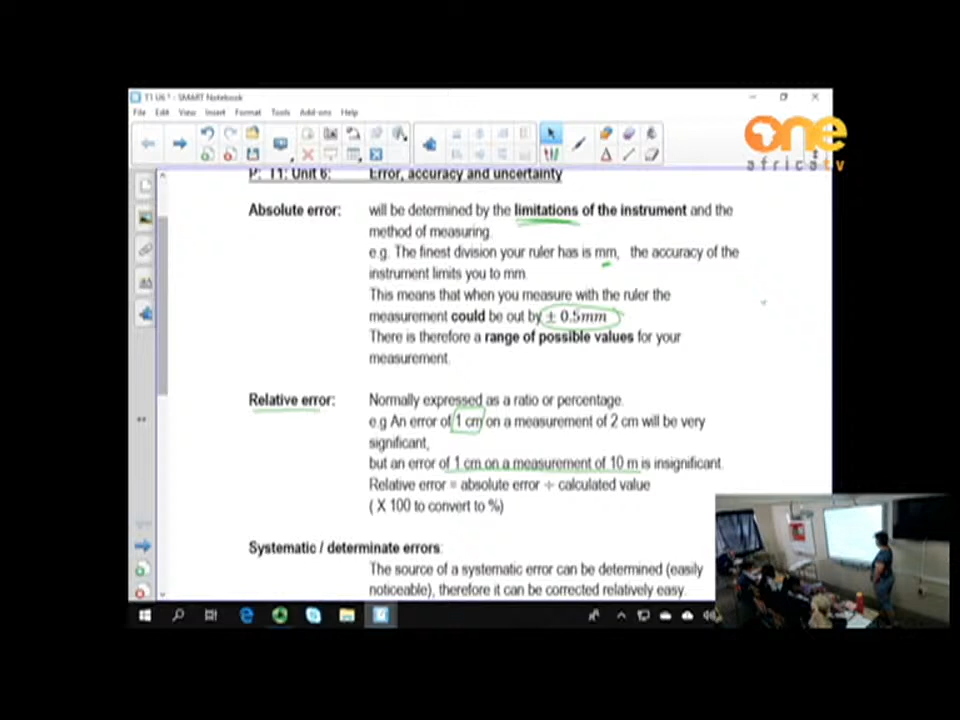 T1 U6 * - SMART Notebook
File Edit View Insert Format Tools Add-ons Help
one
africa tv
P: T1: Unit 6: Error, accuracy and uncertainty
Absolute error: will be determined by the limitations of the instrument and the
method of measuring.
e.g. The finest division your ruler has is mm, the accuracy of the
instrument limits you to mm.
This means that when you measure with the ruler the
measurement could be out by ± 0.5mm
There is therefore a range of possible values for your
measurement.
Relative error: Normally expressed as a ratio or percentage.
e.g An error of 1 cm on a measurement of 2 cm will be very
significant,
but an error of 1 cm on a measurement of 10 m is insignificant.
Relative error = absolute error ÷ calculated value
( X 100 to convert to %)
Systematic / determinate errors:
The source of a systematic error can be determined (easily
noticeable), therefore it can be corrected relatively easy.